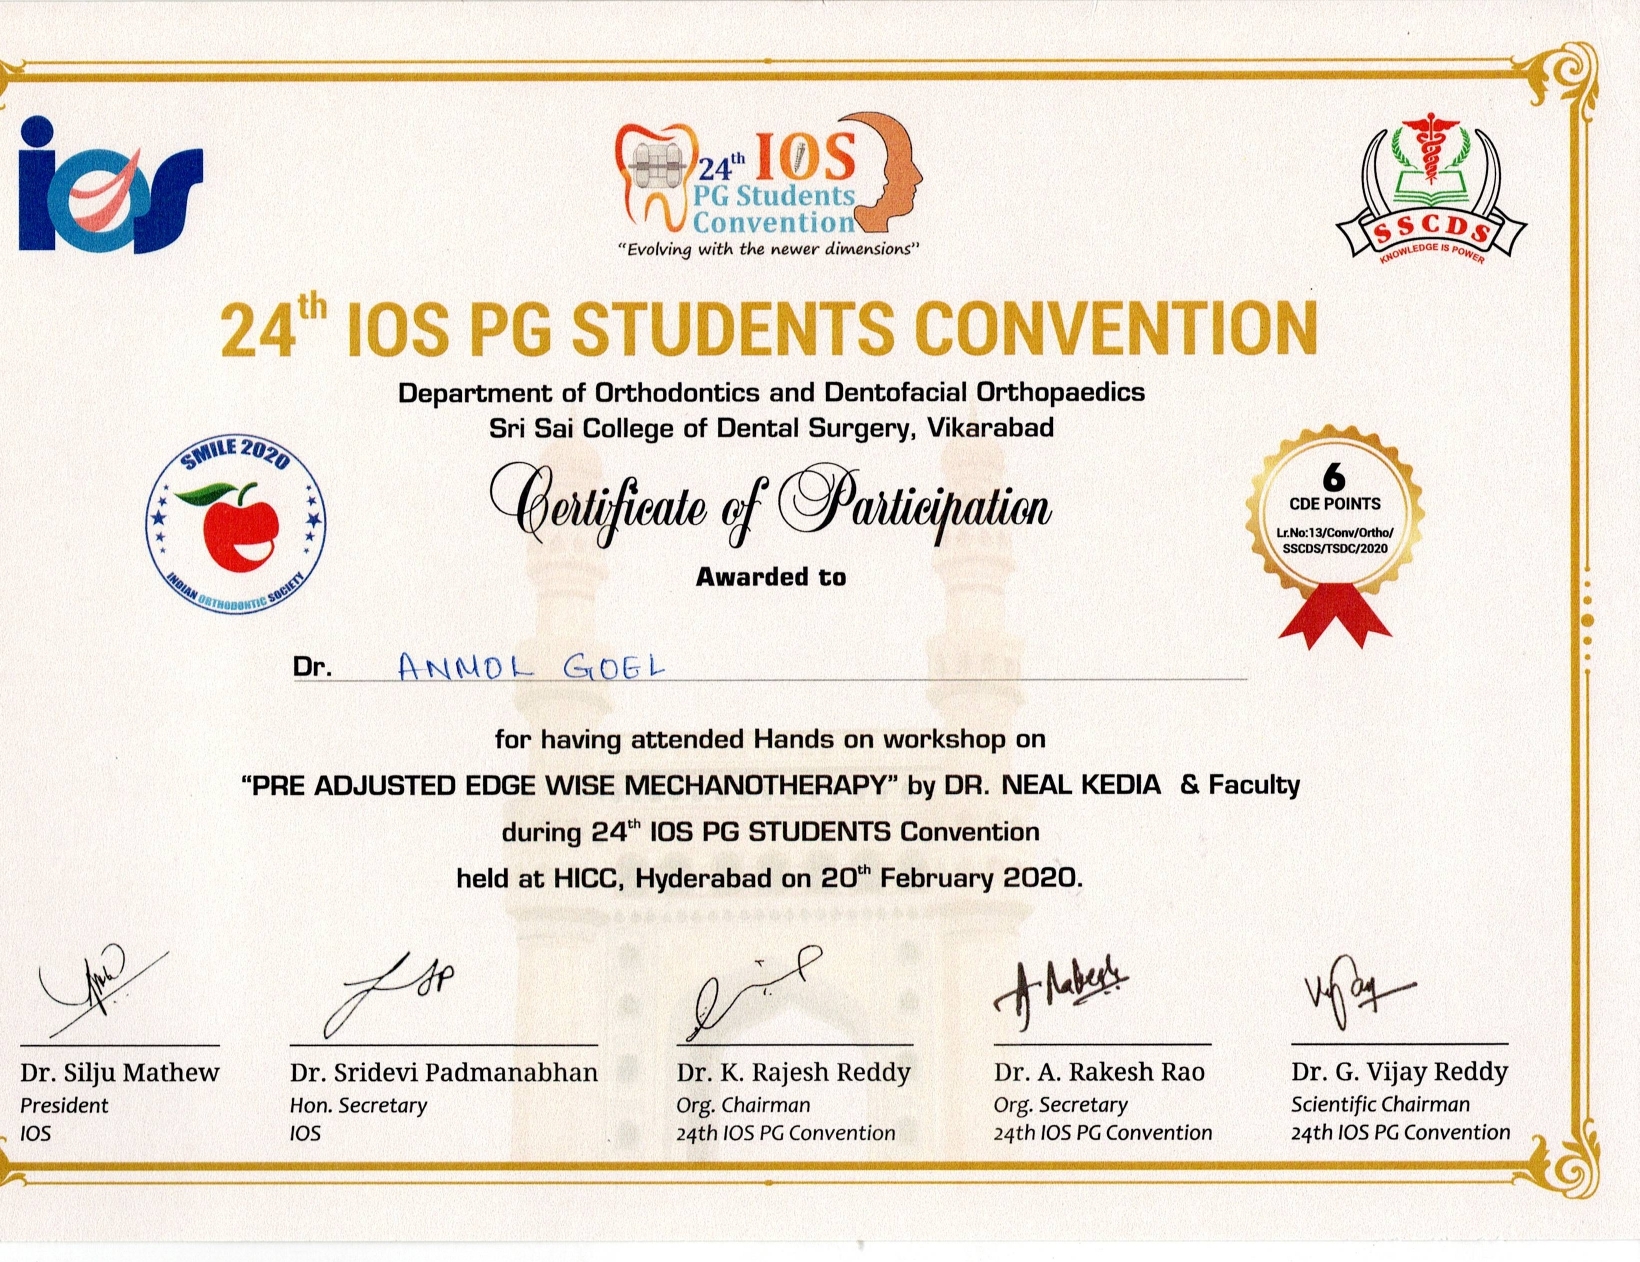 ios
24th IOS
PG Students
Convention
“Evolving with the newer dimensions”
SSCDS
KNOWLEDGE IS POWER
24th IOS PG STUDENTS CONVENTION
Department of Orthodontics and Dentofacial Orthopaedics
Sri Sai College of Dental Surgery, Vikarabad
SMILE 2020
INDIAN ORTHODONTIC SOCIETY
Certificate of Participation
6
CDE POINTS
Lr.No:13/Conv/Ortho/
SSCDS/TSDC/2020
Awarded to
Dr. ANMOL GOEL
for having attended Hands on workshop on
“PRE ADJUSTED EDGE WISE MECHANOTHERAPY” by DR. NEAL KEDIA & Faculty
during 24th IOS PG STUDENTS Convention
held at HICC, Hyderabad on 20th February 2020.
A Rakesh
Dr. Silju Mathew
President
IOS
Dr. Sridevi Padmanabhan
Hon. Secretary
IOS
Dr. K. Rajesh Reddy
Org. Chairman
24th IOS PG Convention
Dr. A. Rakesh Rao
Org. Secretary
24th IOS PG Convention
Dr. G. Vijay Reddy
Scientific Chairman
24th IOS PG Convention